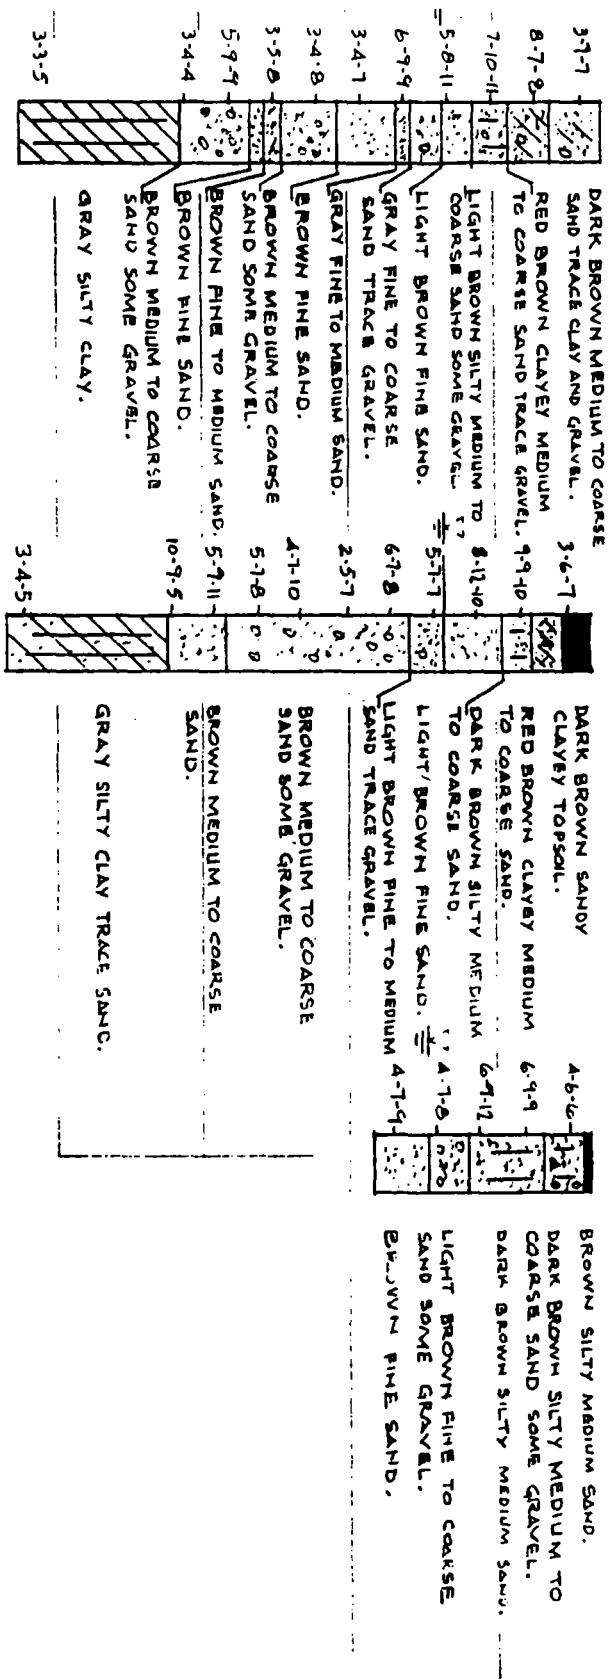 3-7-7
8-7-8
7-10-11
5-8-11
6-9-9
3-4-7
3-4-8
3-5-8
5-9-9
3-4-4
3-3-5
DARK BROWN MEDIUM TO COARSE
SAND TRACE CLAY AND GRAVEL.
RED BROWN CLAYEY MEDIUM
TO COARSE SAND TRACE GRAVEL.
LIGHT BROWN SILTY MEDIUM TO
COARSE SAND SOME GRAVEL.
LIGHT BROWN FINE SAND.
GRAY FINE TO COARSE
SAND TRACE GRAVEL.
GRAY FINE TO MEDIUM SAND.
BROWN FINE SAND.
BROWN MEDIUM TO COARSE
SAND SOME GRAVEL.
BROWN FINE TO MEDIUM SAND.
BROWN FINE SAND.
BROWN MEDIUM TO COARSE
SAND SOME GRAVEL.
GRAY SILTY CLAY.
3-6-7
9-9-10
8-12-10
5-7-7
6-7-8
2-5-7
4-7-10
5-7-8
5-9-11
10-9-5
3-4-5
DARK BROWN SANDY
CLAYEY TOPSOIL.
RED BROWN CLAYEY MEDIUM
TO COARSE SAND.
DARK BROWN SILTY MEDIUM
TO COARSE SAND.
LIGHT BROWN FINE SAND.
LIGHT BROWN FINE TO MEDIUM
SAND TRACE GRAVEL.
BROWN MEDIUM TO COARSE
SAND SOME GRAVEL.
BROWN MEDIUM TO COARSE
SAND.
GRAY SILTY CLAY TRACE SAND.
4-6-6
6-9-9
6-9-12
4-7-8
4-7-9
BROWN SILTY MEDIUM SAND.
DARK BROWN SILTY MEDIUM TO
COARSE SAND SOME GRAVEL.
DARK BROWN SILTY MEDIUM SAND.
LIGHT BROWN FINE TO COARSE
SAND SOME GRAVEL.
BROWN FINE SAND.